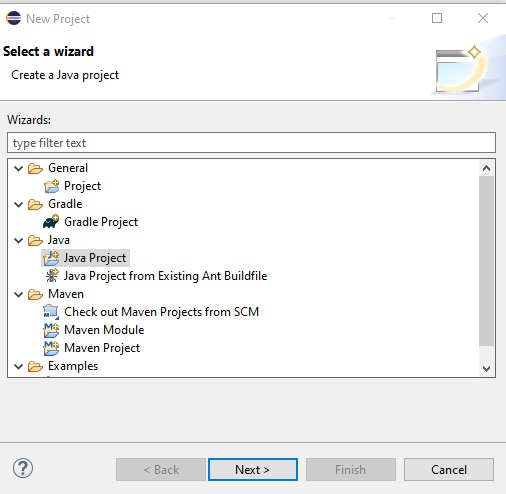 New Project
Select a wizard
Create a Java project
Wizards:
type filter text
General
Project
Gradle
Gradle Project
Java
Java Project
Java Project from Existing Ant Buildfile
Maven
Check out Maven Projects from SCM
Maven Module
Maven Project
Examples
? < Back Next > Finish Cancel